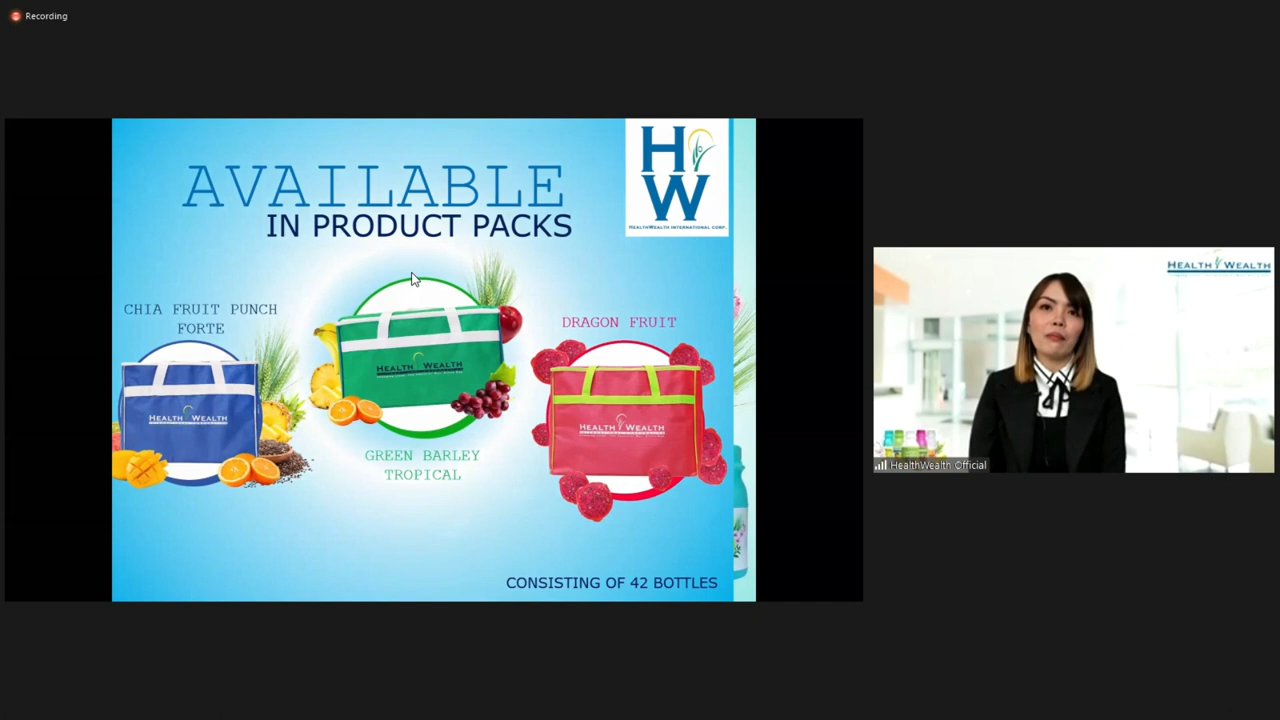 Recording
AVAILABLE
IN PRODUCT PACKS
HW
HEALTHWEALTH INTERNATIONAL CORP.
CHIA FRUIT PUNCH
FORTE
HEALTH WEALTH
GREEN BARLEY
TROPICAL
HEALTH WEALTH
DRAGON FRUIT
HEALTH WEALTH
CONSISTING OF 42 BOTTLES
HEALTH WEALTH
HealthWealth Official